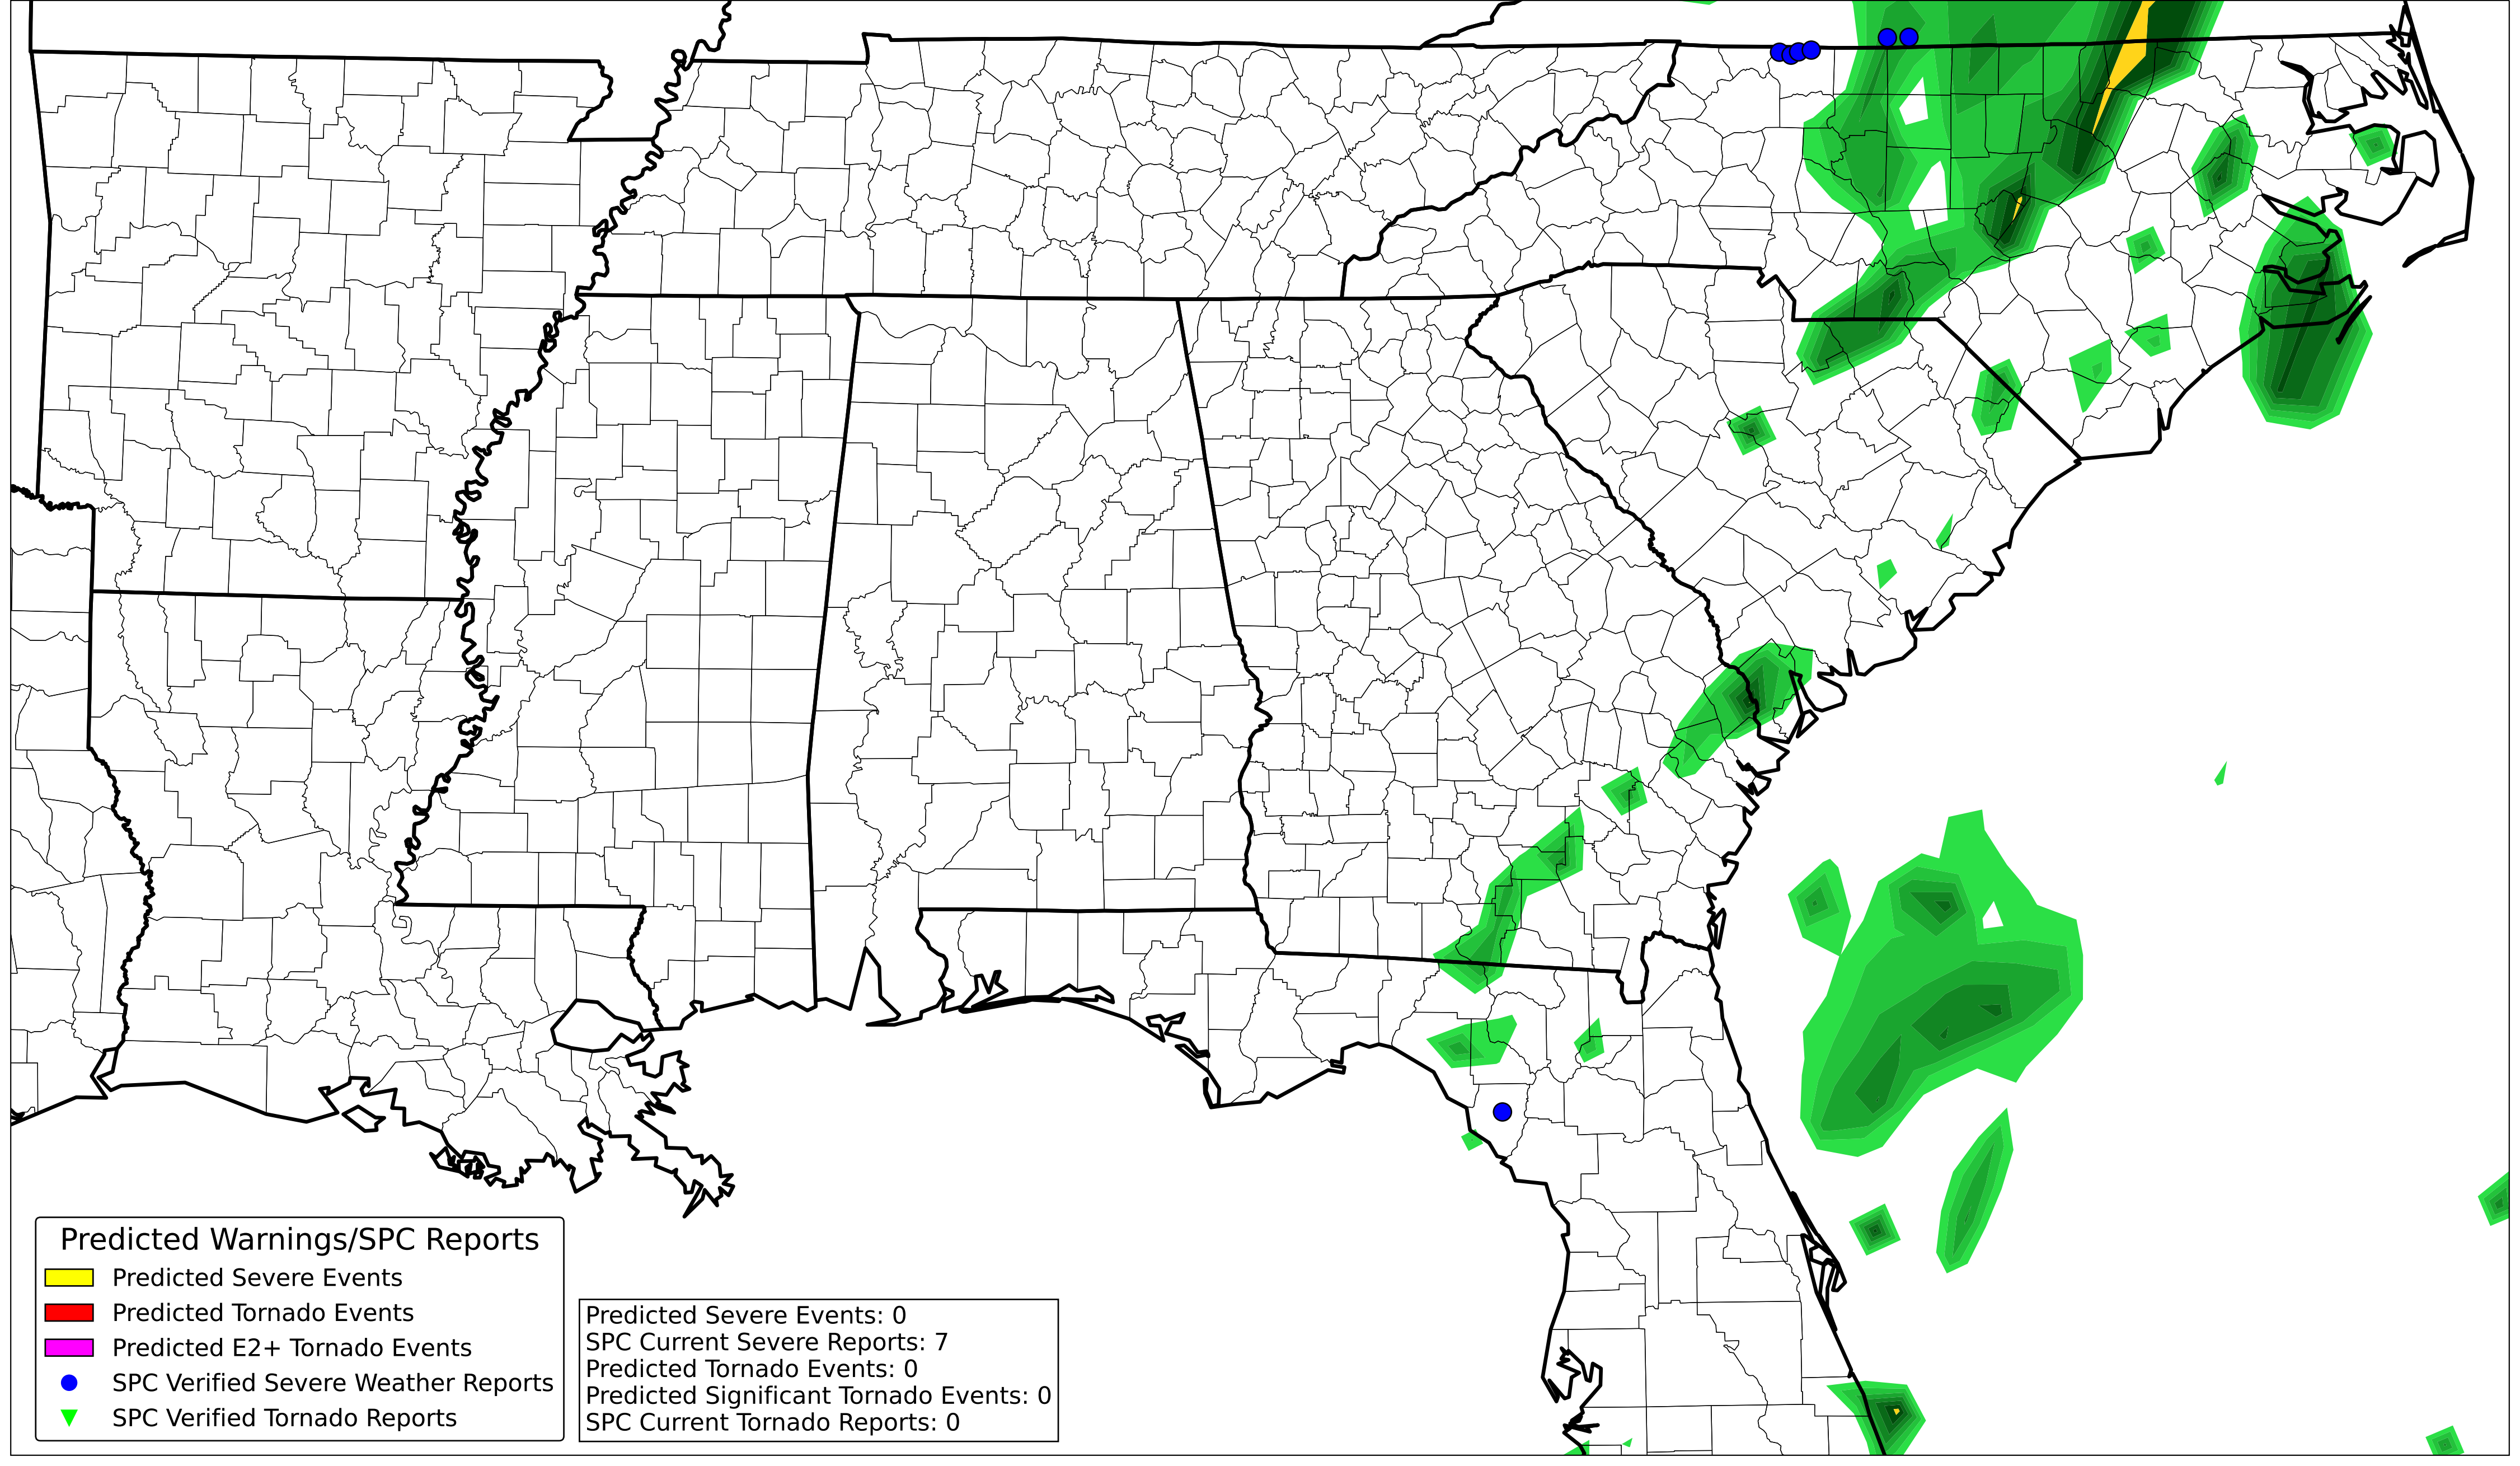 Predicted Warnings/SPC Reports
Predicted Severe Events
Predicted Tornado Events
Predicted E2+ Tornado Events
SPC Verified Severe Weather Reports
SPC Verified Tornado Reports
Predicted Severe Events: 0
SPC Current Severe Reports: 7
Predicted Tornado Events: 0
Predicted Significant Tornado Events: 0
SPC Current Tornado Reports: 0